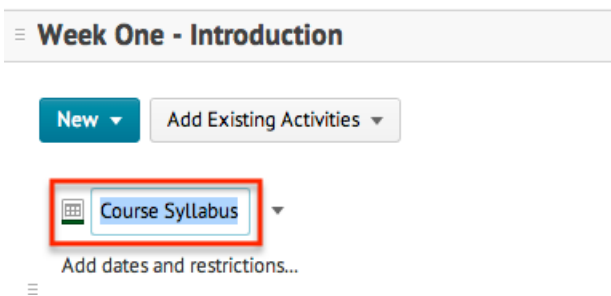 Week One - Introduction
New Add Existing Activities
Course Syllabus
Add dates and restrictions...